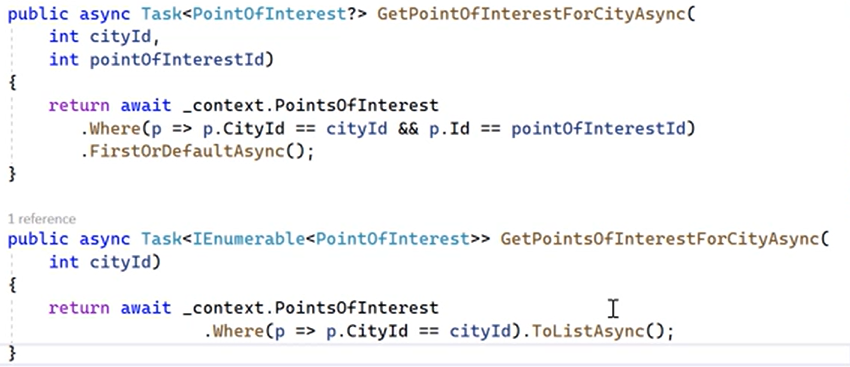 public async Task<PointOfInterest?> GetPointOfInterestForCityAsync(
    int cityId,
    int pointOfInterestId)
{
    return await _context.PointsOfInterest
        .Where(p => p.CityId == cityId && p.Id == pointOfInterestId)
        .FirstOrDefaultAsync();
}
1 reference
public async Task<IEnumerable<PointOfInterest>> GetPointsOfInterestForCityAsync(
    int cityId)
{
    return await _context.PointsOfInterest
                    .Where(p => p.CityId == cityId).ToListAsync();
}